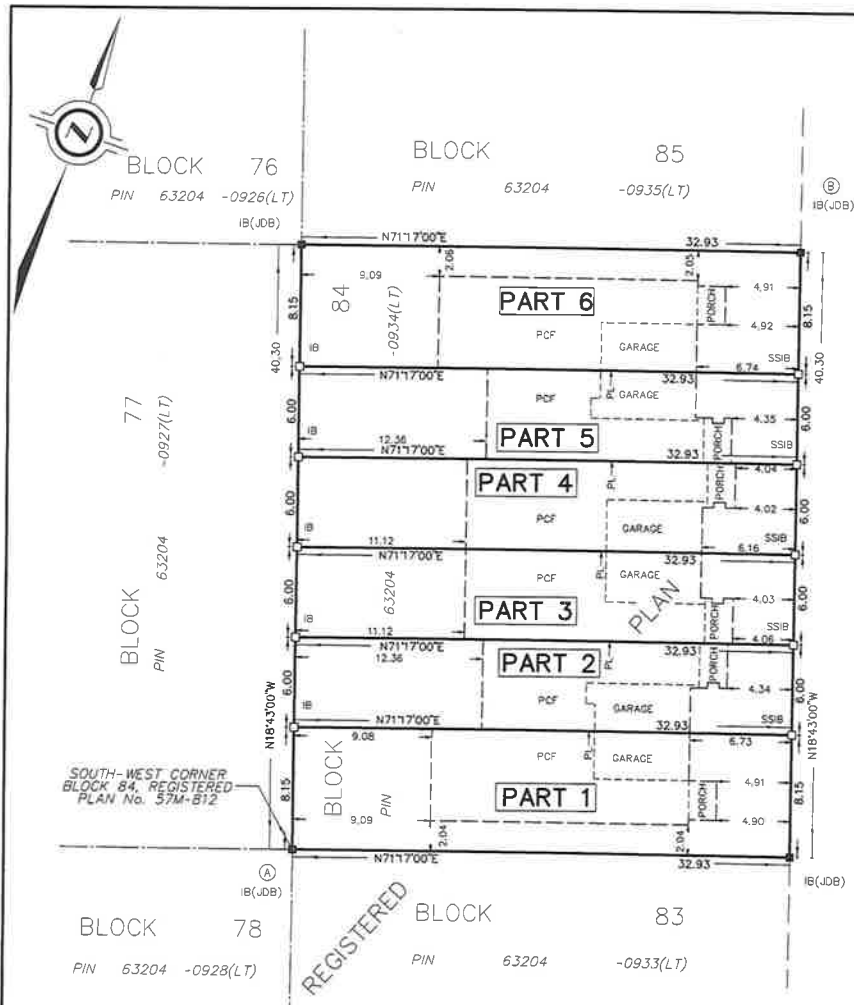 N
BLOCK 76
PIN 63204 -0926(LT)
IB(JDB)
BLOCK 85
PIN 63204 -0935(LT)
B
IB(JDB)
N71°17'00"E 32.93
2.06
2.05
9.09
84
-0934(LT)
8.15
40.30
PART 6
PCF
GARAGE
PORCH
4.91
4.92
8.15
40.30
IB
6.74
SSIB
N71°17'00"E 32.93
PL
PCF
GARAGE
4.35
6.00
6.00
12.36
PART 5
PORCH
SSIB
N71°17'00"E 32.93
77
-0927(LT)
63204
BLOCK
PIN
PART 4
PL
PORCH
4.04
4.02
PCF
GARAGE
6.00
6.00
IB
11.12
6.16
SSIB
N71°17'00"E 32.93
PCF
PL
GARAGE
63204
PLAN
PART 3
4.03
PORCH
6.00
6.00
11.12
4.06
SSIB
N71°17'00"E 32.93
12.36
PART 2
PL
PORCH
4.34
PCF
GARAGE
6.00
6.00
IB
SSIB
N71°17'00"E 32.93
N18°43'00"W
N18°43'00"W
9.08
6.73
PCF
PL
GARAGE
BLOCK
PIN
PART 1
PORCH
4.91
4.90
8.15
8.15
9.09
2.04
2.04
SOUTH-WEST CORNER
BLOCK 84, REGISTERED
PLAN No. 57M-812
N71°17'00"E 32.93
A
IB(JDB)
IB(JDB)
REGISTERED
BLOCK 78
PIN 63204 -0928(LT)
BLOCK 83
PIN 63204 -0933(LT)